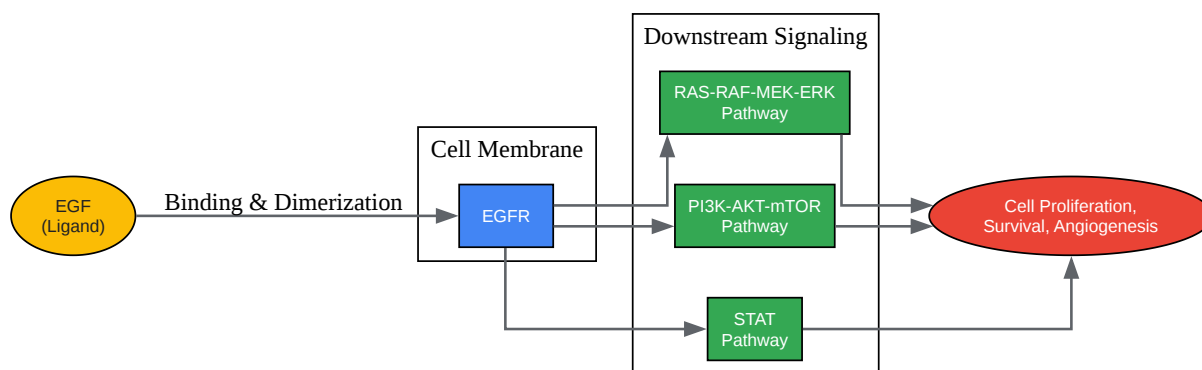 EGF
(Ligand)
Binding & Dimerization
Cell Membrane
EGFR
Downstream Signaling
RAS-RAF-MEK-ERK
Pathway
PI3K-AKT-mTOR
Pathway
STAT
Pathway
Cell Proliferation,
Survival, Angiogenesis